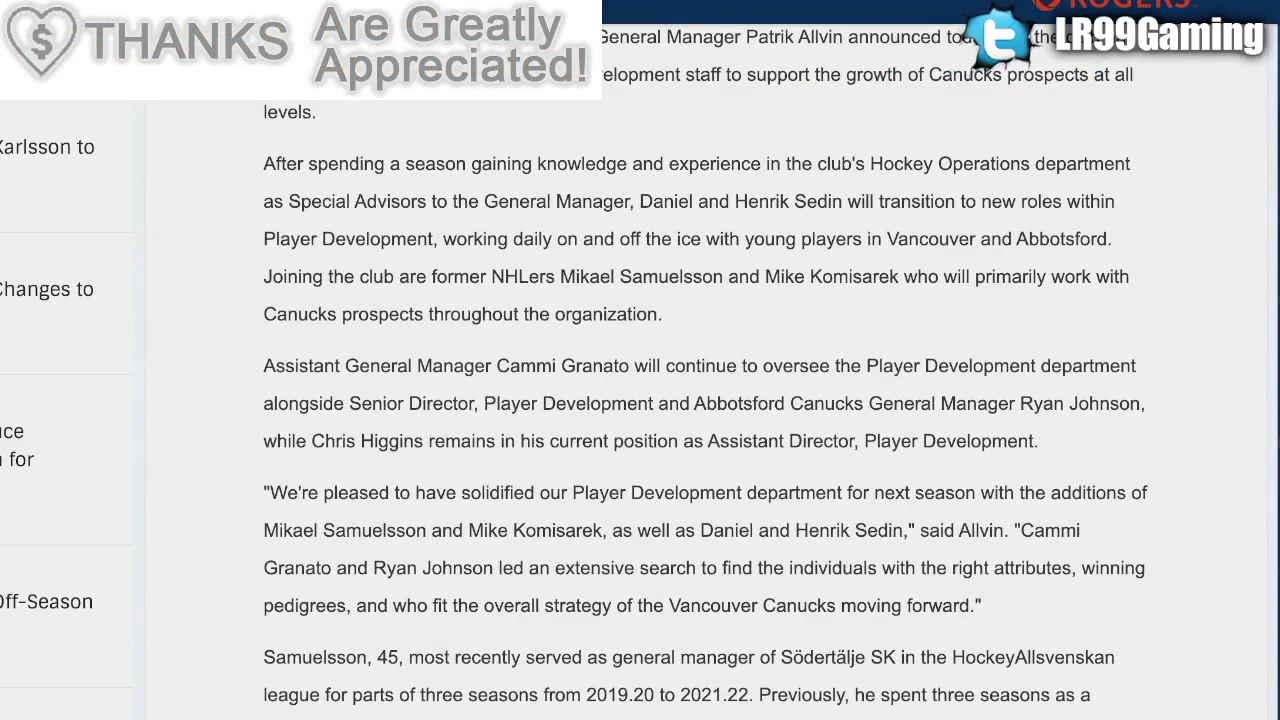 ROGERS
THANKS Are Greatly
Appreciated!
LR99Gaming
General Manager Patrik Allvin announced
velopment staff to support the growth of Canucks prospects at all
levels.
Karlsson to
After spending a season gaining knowledge and experience in the club's Hockey Operations department
as Special Advisors to the General Manager, Daniel and Henrik Sedin will transition to new roles within
Player Development, working daily on and off the ice with young players in Vancouver and Abbotsford.
Changes to
Joining the club are former NHLers Mikael Samuelsson and Mike Komisarek who will primarily work with
Canucks prospects throughout the organization.
Assistant General Manager Cammi Granato will continue to oversee the Player Development department
alongside Senior Director, Player Development and Abbotsford Canucks General Manager Ryan Johnson,
while Chris Higgins remains in his current position as Assistant Director, Player Development.
for
"We're pleased to have solidified our Player Development department for next season with the additions of
Mikael Samuelsson and Mike Komisarek, as well as Daniel and Henrik Sedin," said Allvin. "Cammi
Granato and Ryan Johnson led an extensive search to find the individuals with the right attributes, winning
pedigrees, and who fit the overall strategy of the Vancouver Canucks moving forward."
Off-Season
Samuelsson, 45, most recently served as general manager of Södertälje SK in the HockeyAllsvenskan
league for parts of three seasons from 2019.20 to 2021.22. Previously, he spent three seasons as a